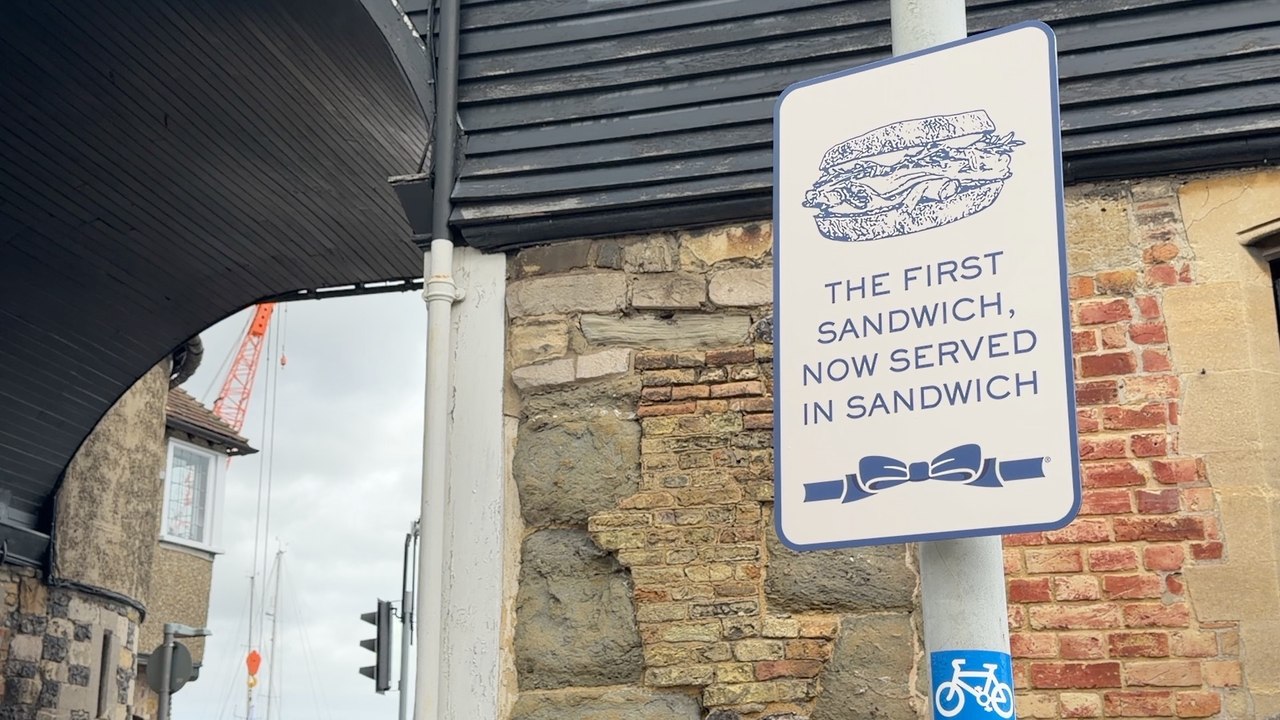 THE FIRST
SANDWICH,
NOW SERVED
IN SANDWICH
®